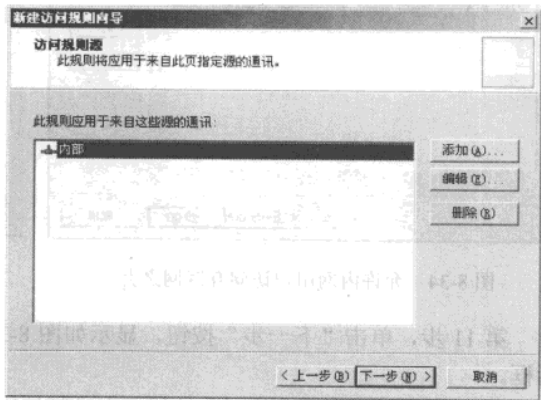 新建访问规则向导
访问规则源
此规则将应用于来自此页指定源的通讯。
此规则应用于来自这些源的通讯:
内部
添加(A)...
编辑(E)...
删除(R)
<上一步(B)
下一步(N) >
取消